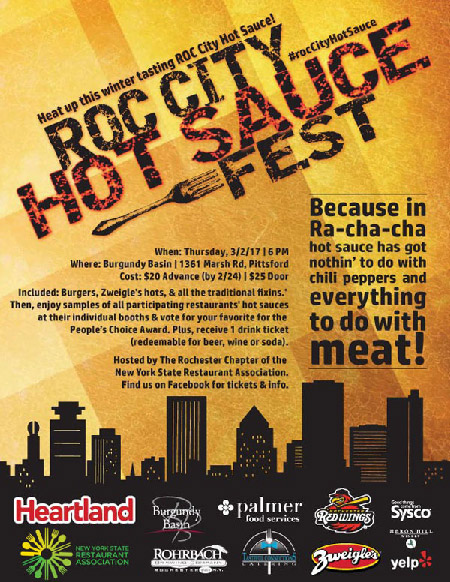 Heat up this winter tasting ROC City Hot Sauce!
#rocCityHotSauce
ROC CITY
HOT SAUCE
FEST
When: Thursday, 3/2/17 | 6 PM
Where: Burgundy Basin | 1361 Marsh Rd, Pittsford
Cost: $20 Advance (by 2/24) | $25 Door
Included: Burgers, Zweigle's hots, & all the traditional fixins.*
Then, enjoy samples of all participating restaurants' hot sauces
at their individual booths & vote for your favorite for the
People's Choice Award. Plus, receive 1 drink ticket
(redeemable for beer, wine or soda).
Hosted by The Rochester Chapter of the
New York State Restaurant Association.
Find us on Facebook for tickets & info.
Because in
Ra-cha-cha
hot sauce has got
nothin' to do with
chili peppers and
everything
to do with
meat!
Heartland
Burgundy
Basin
palmer
food services
RED WINGS
Sysco
HERON HILL
NEW YORK STATE
RESTAURANT
ASSOCIATION
ROHRBACH
ROCHESTER N.Y.
CATERING
Zweigle's
yelp